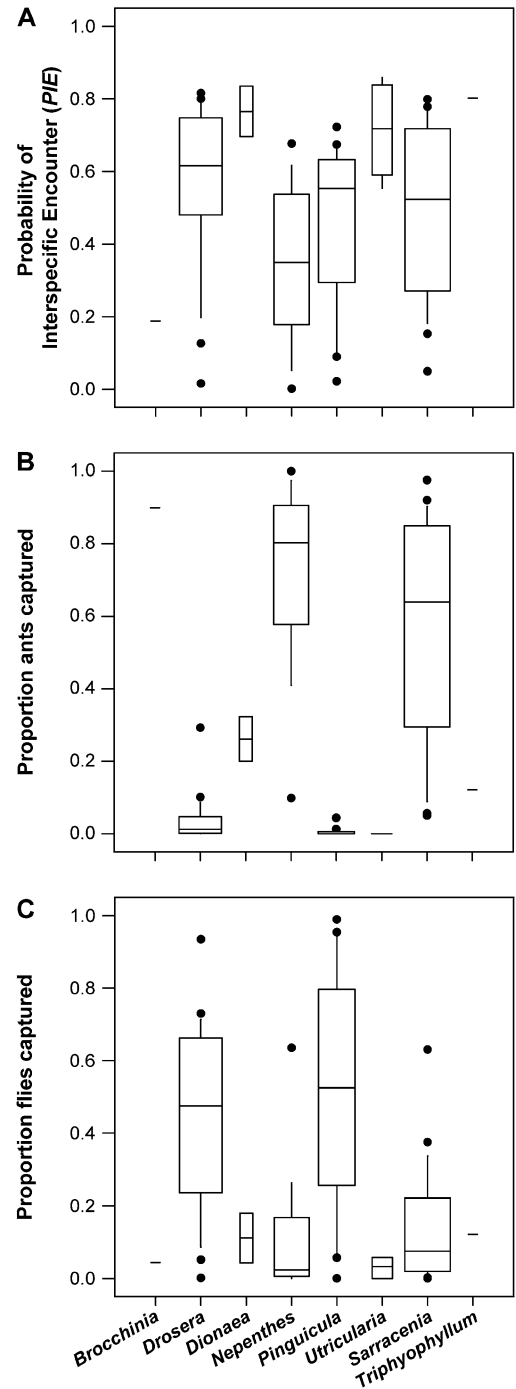 A
Probability of
Interspecific Encounter (PIE)
1.0
0.8
0.6
0.4
0.2
0.0
B
Proportion ants captured
1.0
0.8
0.6
0.4
0.2
0.0
C
Proportion flies captured
1.0
0.8
0.6
0.4
0.2
0.0
Brocchinia
Drosera
Dionaea
Nepenthes
Pinguicula
Utricularia
Sarracenia
Triphyophyllum